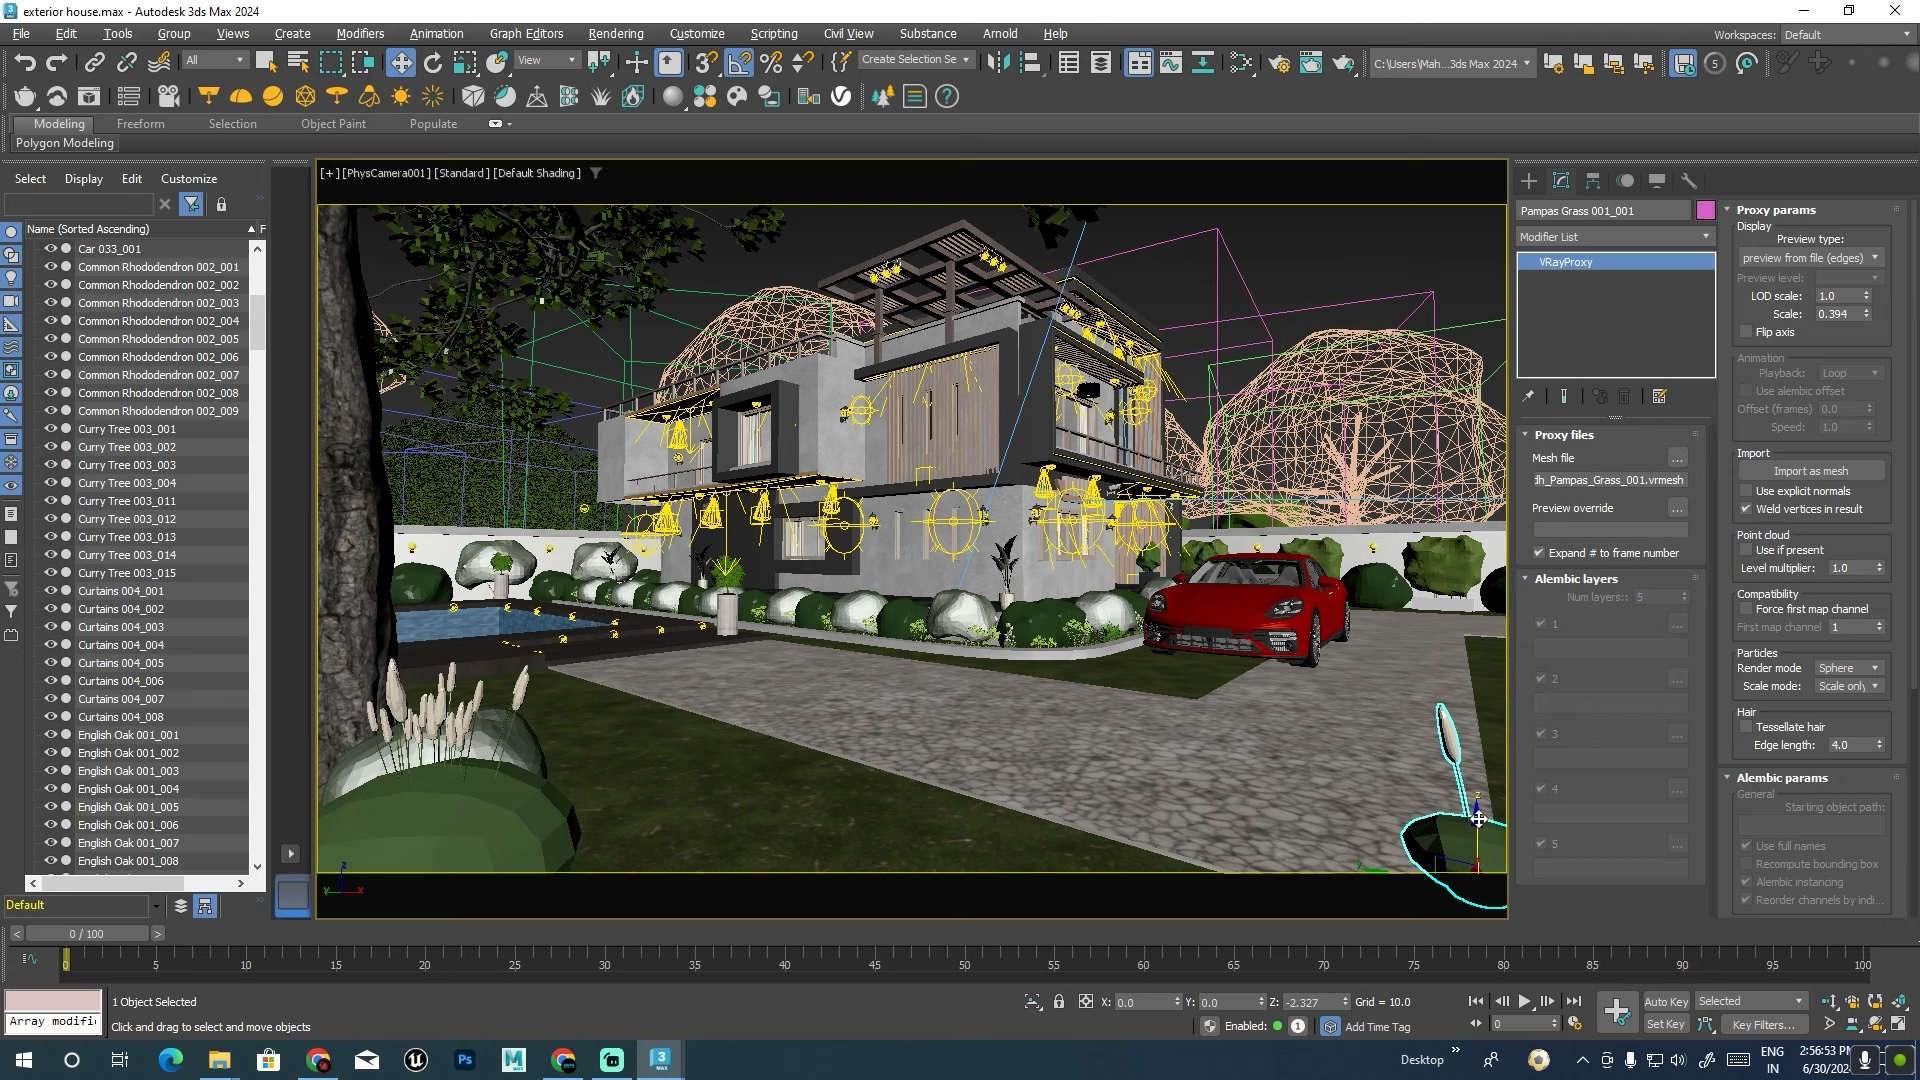 exterior house.max - Autodesk 3ds Max 2024
File Edit Tools Group Views Create Modifiers Animation Graph Editors Rendering Customize Scripting Civil View Substance Arnold Help
Workspaces: Default
All
View
Create Selection Se
C:\Users\Mah...3ds Max 2024
5
Modeling Freeform Selection Object Paint Populate
Polygon Modeling
Select Display Edit Customize
Name (Sorted Ascending)
Car 033_001
Common Rhododendron 002_001
Common Rhododendron 002_002
Common Rhododendron 002_003
Common Rhododendron 002_004
Common Rhododendron 002_005
Common Rhododendron 002_006
Common Rhododendron 002_007
Common Rhododendron 002_008
Common Rhododendron 002_009
Curry Tree 003_001
Curry Tree 003_002
Curry Tree 003_003
Curry Tree 003_004
Curry Tree 003_011
Curry Tree 003_012
Curry Tree 003_013
Curry Tree 003_014
Curry Tree 003_015
Curtains 004_001
Curtains 004_002
Curtains 004_003
Curtains 004_004
Curtains 004_005
Curtains 004_006
Curtains 004_007
Curtains 004_008
English Oak 001_001
English Oak 001_002
English Oak 001_003
English Oak 001_004
English Oak 001_005
English Oak 001_006
English Oak 001_007
English Oak 001_008
Default
[+] [PhysCamera001] [Standard] [Default Shading]
Pampas Grass 001_001
Modifier List
VRayProxy
Proxy files
Mesh file
...
dh_Pampas_Grass_001.vrmesh
Preview override
...
Expand # to frame number
Alembic layers
Num layers:: 5
1
2
3
4
5
Proxy params
Display
Preview type:
preview from file (edges)
Preview level:
LOD scale: 1.0
Scale: 0.394
Flip axis
Animation
Playback: Loop
Use alembic offset
Offset (frames) 0.0
Speed: 1.0
Import
Import as mesh
Use explicit normals
Weld vertices in result
Point cloud
Use if present
Level multiplier: 1.0
Compatibility
Force first map channel
First map channel 1
Particles
Render mode Sphere
Scale mode: Scale only
Hair
Tessellate hair
Edge length: 4.0
Alembic params
General
Starting object path:
Use full names
Recompute bounding box
Alembic instancing
Reorder channels by indi...
0 / 100
0 5 10 15 20 25 30 35 40 45 50 55 60 65 70 75 80 85 90 95 100
1 Object Selected
Click and drag to select and move objects
Array modifi
X: 0.0 Y: 0.0 Z: -2.327 Grid = 10.0
Enabled: 1 Add Time Tag
0
Auto Key Selected
Set Key Key Filters...
Desktop
ENG
IN
2:56:53 P
6/30/202